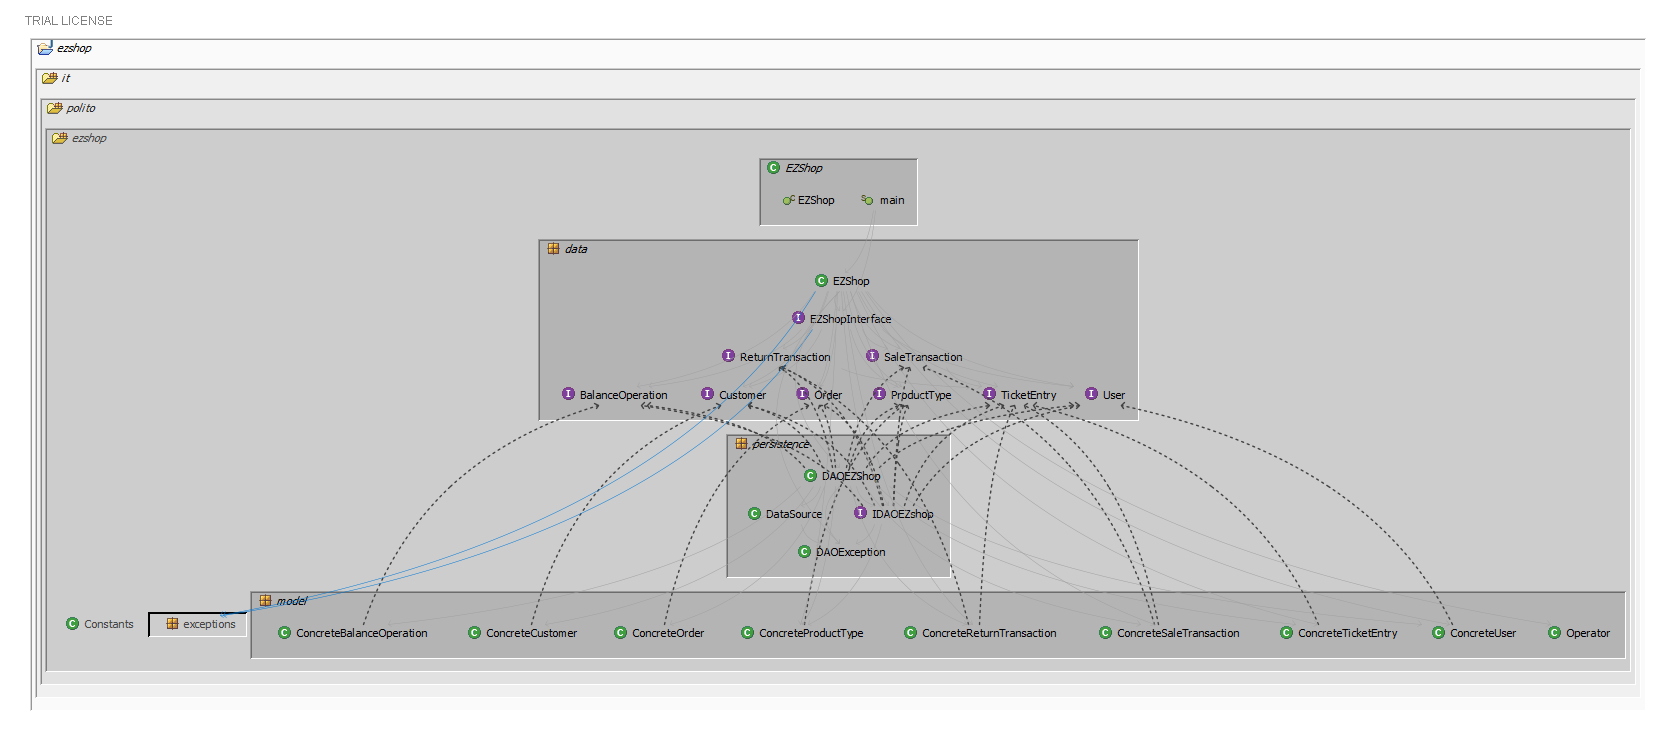 TRIAL LICENSE
ezshop
it
polito
ezshop
EZShop
EZShop main
data
EZShop
EZShopInterface
ReturnTransaction SaleTransaction
BalanceOperation Customer Order ProductType TicketEntry User
persistence
DAOEZShop
DataSource IDAOEZshop
DAOException
model
Constants exceptions
ConcreteBalanceOperation ConcreteCustomer ConcreteOrder ConcreteProductType ConcreteReturnTransaction ConcreteSaleTransaction ConcreteTicketEntry ConcreteUser Operator